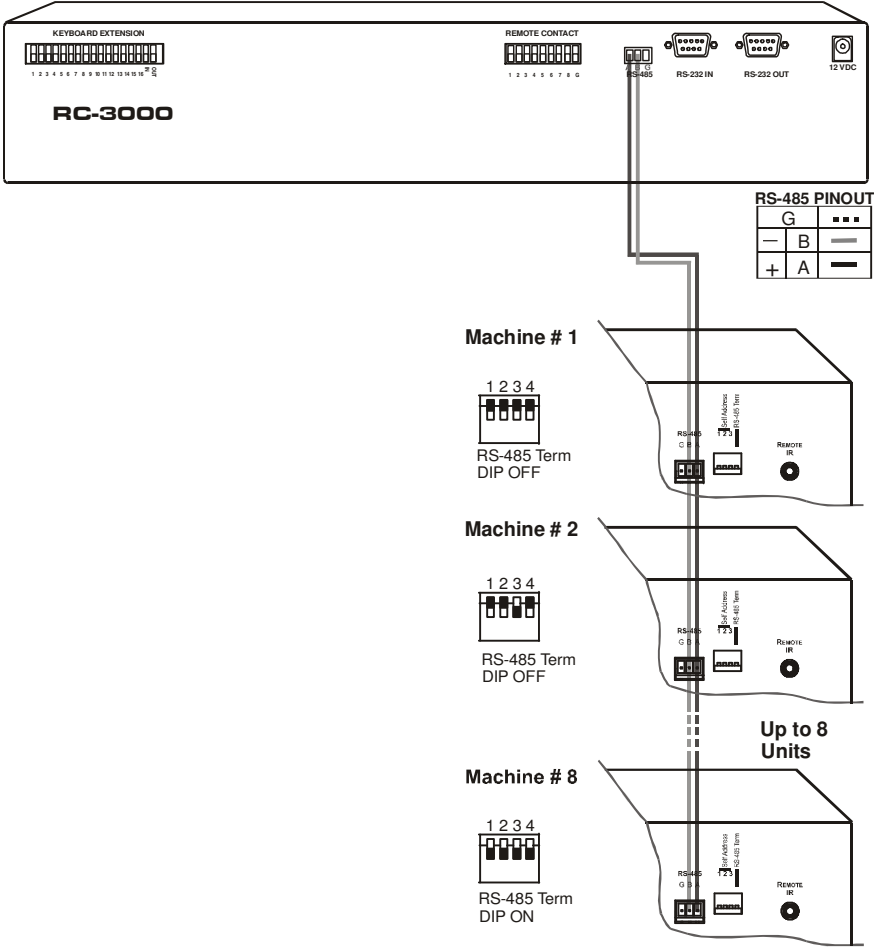 KEYBOARD EXTENSION
1 2 3 4 5 6 7 8 9 10 11 12 13 14 15 16 IN OUT
REMOTE CONTACT
1 2 3 4 5 6 7 8 G
A B G
RS-485
RS-232 IN
RS-232 OUT
12 VDC
RC-3000
RS-485 PINOUT
G
– B
+ A
Machine # 1
1 2 3 4
RS-485 Term
DIP OFF
Self Address
RS-485 Term
RS-485
1 2 3
G B A
REMOTE
IR
Machine # 2
1 2 3 4
RS-485 Term
DIP OFF
Self Address
RS-485 Term
RS-485
1 2 3
G B A
REMOTE
IR
Up to 8
Units
Machine # 8
1 2 3 4
RS-485 Term
DIP ON
Self Address
RS-485 Term
RS-485
1 2 3
G B A
REMOTE
IR